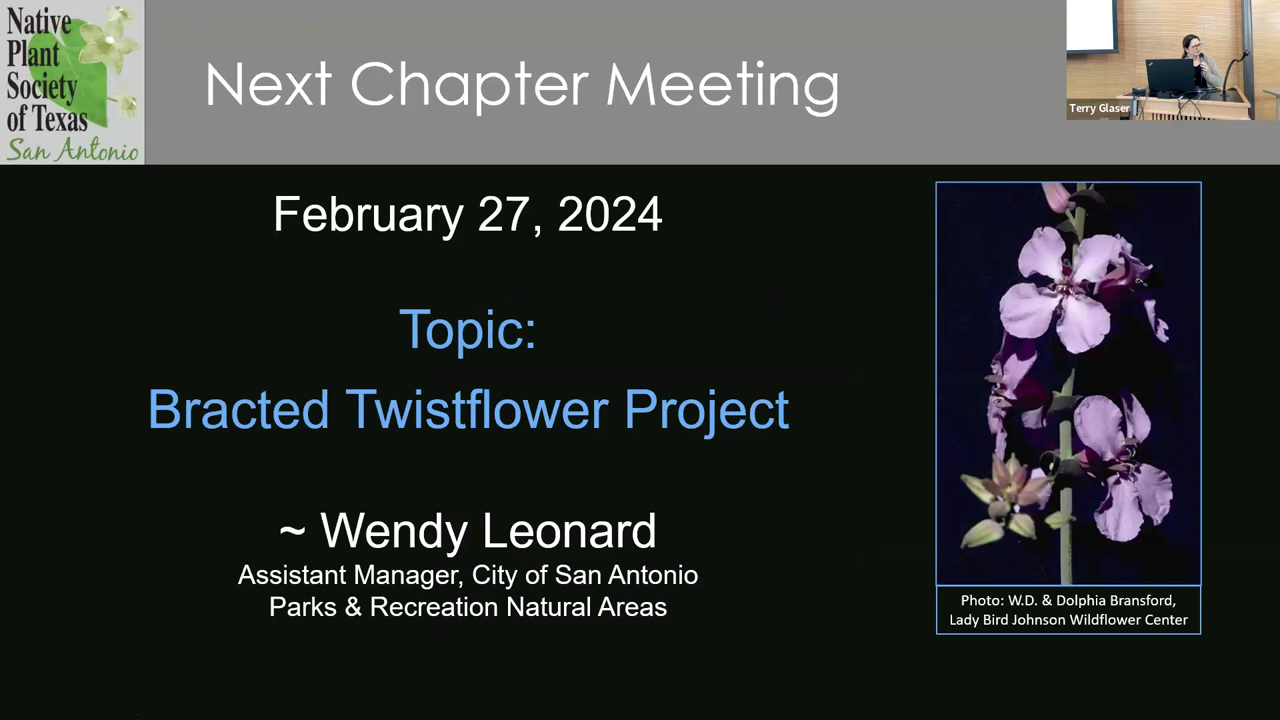 Native
Plant
Society
of Texas
San Antonio
Next Chapter Meeting
Terry Glaser
February 27, 2024
Topic:
Bracted Twistflower Project
~ Wendy Leonard
Assistant Manager, City of San Antonio
Parks & Recreation Natural Areas
Photo: W.D. & Dolphia Bransford,
Lady Bird Johnson Wildflower Center